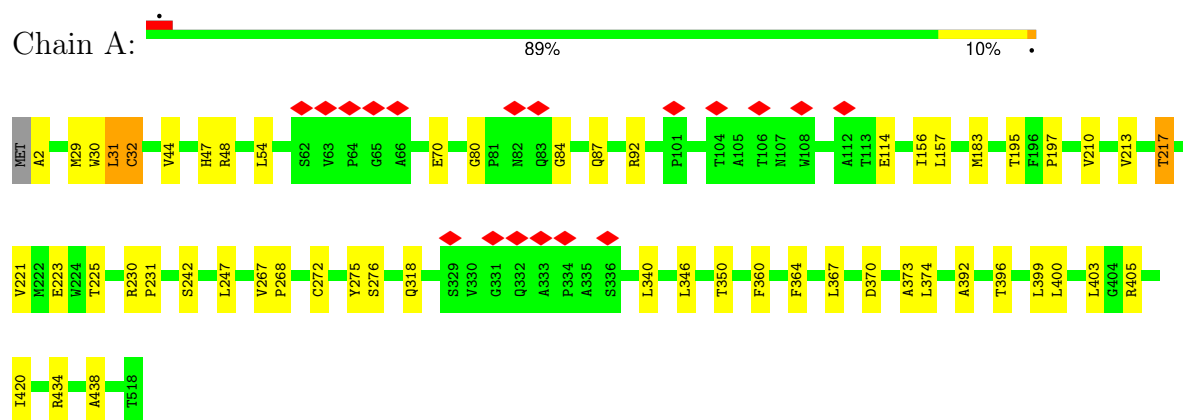 Chain A:
89%
10%
MET A2 M29 W30 L31 C32 V44 H47 R48 L54 S62 V63 P64 G65 A66 E70 G80 P81 N82 Q83 G84 Q87 R92 P101 T104 A105 T106 N107 W108 A112 T113 E114 I156 L157 M183 T195 F196 P197 V210 V213 T217
V221 M222 E223 W224 T225 R230 P231 S242 L247 V267 P268 C272 Y275 S276 Q318 S329 V330 G331 Q332 A333 P334 A335 S336 L340 L346 T350 F360 F364 L367 D370 A373 L374 A392 T396 L399 L400 L403 G404 R405
I420 R434 A438 T518